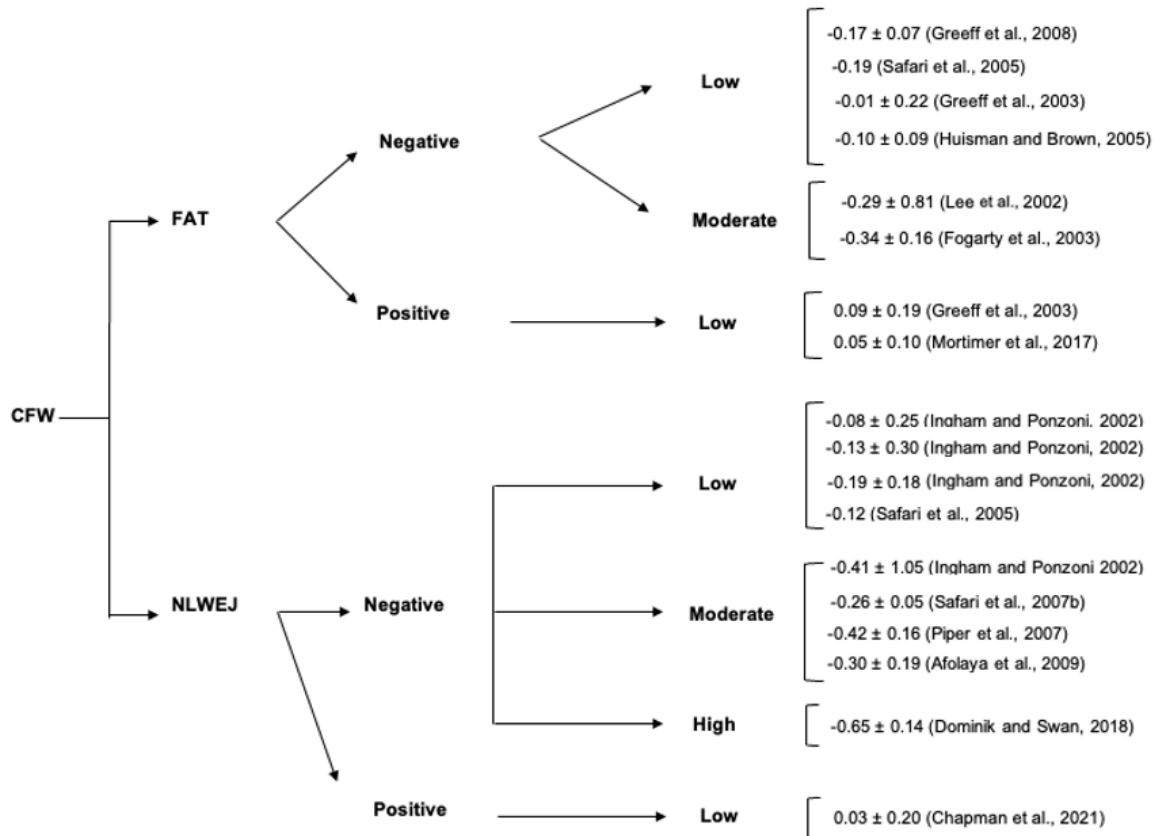 -0.17 ± 0.07 (Greeff et al., 2008)
-0.19 (Safari et al., 2005)
Low
-0.01 ± 0.22 (Greeff et al., 2003)
-0.10 ± 0.09 (Huisman and Brown, 2005)
Negative
-0.29 ± 0.81 (Lee et al., 2002)
Moderate
-0.34 ± 0.16 (Fogarty et al., 2003)
FAT
Positive
Low
0.09 ± 0.19 (Greeff et al., 2003)
0.05 ± 0.10 (Mortimer et al., 2017)
CFW
-0.08 ± 0.25 (Ingham and Ponzoni, 2002)
-0.13 ± 0.30 (Ingham and Ponzoni, 2002)
Low
-0.19 ± 0.18 (Ingham and Ponzoni, 2002)
-0.12 (Safari et al., 2005)
-0.41 ± 1.05 (Ingham and Ponzoni 2002)
NLWEJ
Negative
Moderate
-0.26 ± 0.05 (Safari et al., 2007b)
-0.42 ± 0.16 (Piper et al., 2007)
-0.30 ± 0.19 (Afolaya et al., 2009)
High
-0.65 ± 0.14 (Dominik and Swan, 2018)
Positive
Low
0.03 ± 0.20 (Chapman et al., 2021)